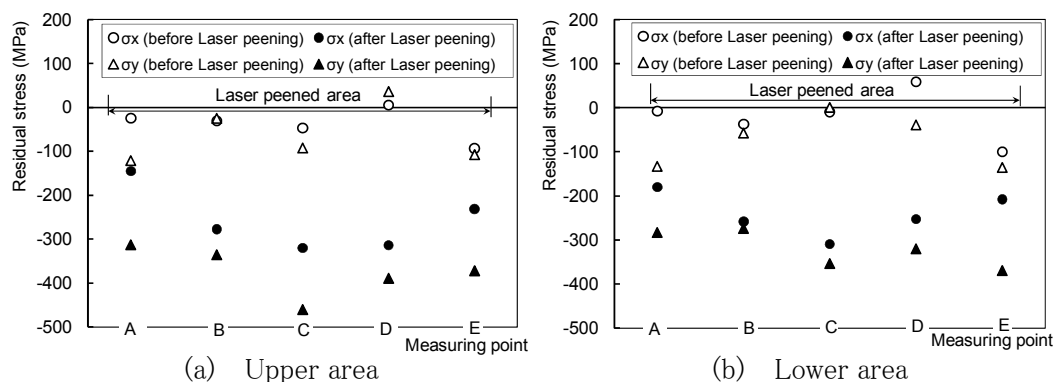 200
100
0
-100
-200
-300
-400
-500
Residual stress (MPa)
σx (before Laser peening) σx (after Laser peening)
σy (before Laser peening) σy (after Laser peening)
Laser peened area
A B C D E
Measuring point
(a) Upper area
200
100
0
-100
-200
-300
-400
-500
Residual stress (MPa)
σx (before Laser peening) σx (after Laser peening)
σy (before Laser peening) σy (after Laser peening)
Laser peened area
A B C D E
Measuring point
(b) Lower area